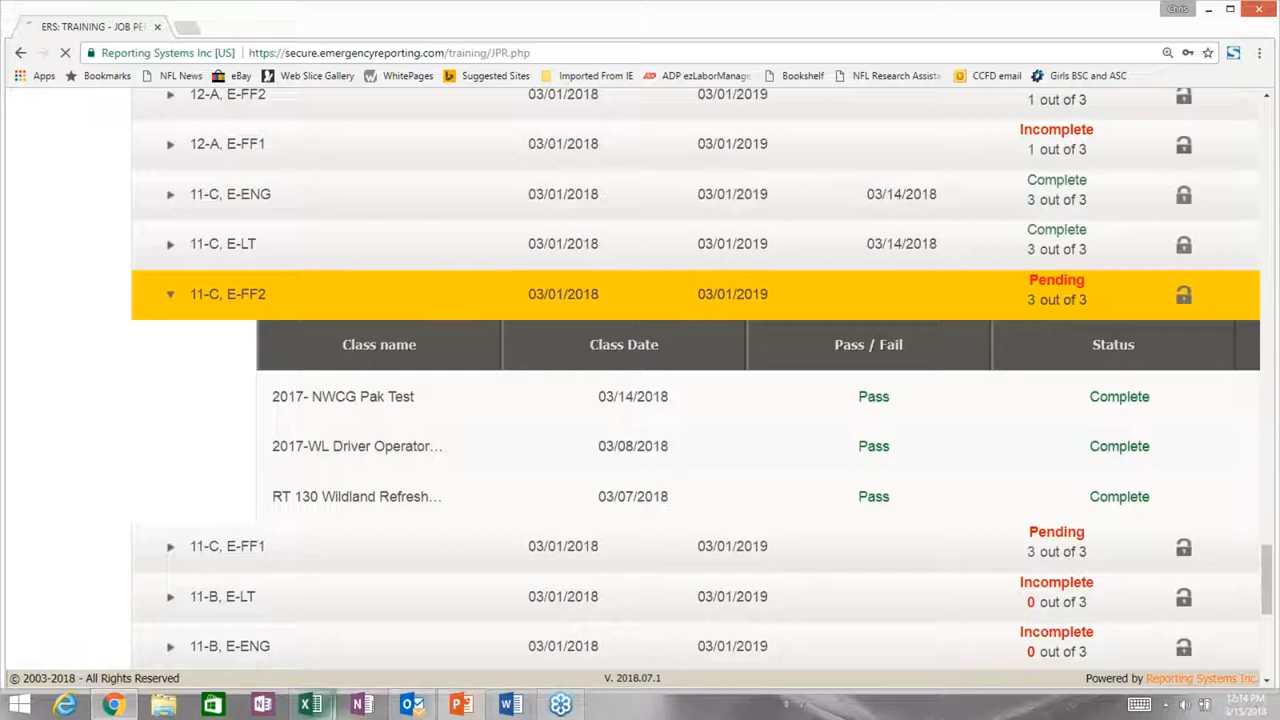 Chris
ERS: TRAINING - JOB PE
Reporting Systems Inc [US] https://secure.emergencyreporting.com/training/JPR.php
Apps Bookmarks NFL News eBay Web Slice Gallery WhitePages Suggested Sites Imported From IE ADP ezLaborManage Bookshelf NFL Research Assista CCFD email Girls BSC and ASC
12-A, E-FF2 03/01/2018 03/01/2019 1 out of 3
Incomplete
12-A, E-FF1 03/01/2018 03/01/2019 1 out of 3
Complete
11-C, E-ENG 03/01/2018 03/01/2019 03/14/2018 3 out of 3
Complete
11-C, E-LT 03/01/2018 03/01/2019 03/14/2018 3 out of 3
Pending
11-C, E-FF2 03/01/2018 03/01/2019 3 out of 3
Class name Class Date Pass / Fail Status
2017- NWCG Pak Test 03/14/2018 Pass Complete
2017-WL Driver Operator… 03/08/2018 Pass Complete
RT 130 Wildland Refresh… 03/07/2018 Pass Complete
Pending
11-C, E-FF1 03/01/2018 03/01/2019 3 out of 3
Incomplete
11-B, E-LT 03/01/2018 03/01/2019 0 out of 3
Incomplete
11-B, E-ENG 03/01/2018 03/01/2019 0 out of 3
© 2003-2018 - All Rights Reserved V. 2018.07.1 Powered by Reporting Systems Inc.
12:14 PM
3/15/2018